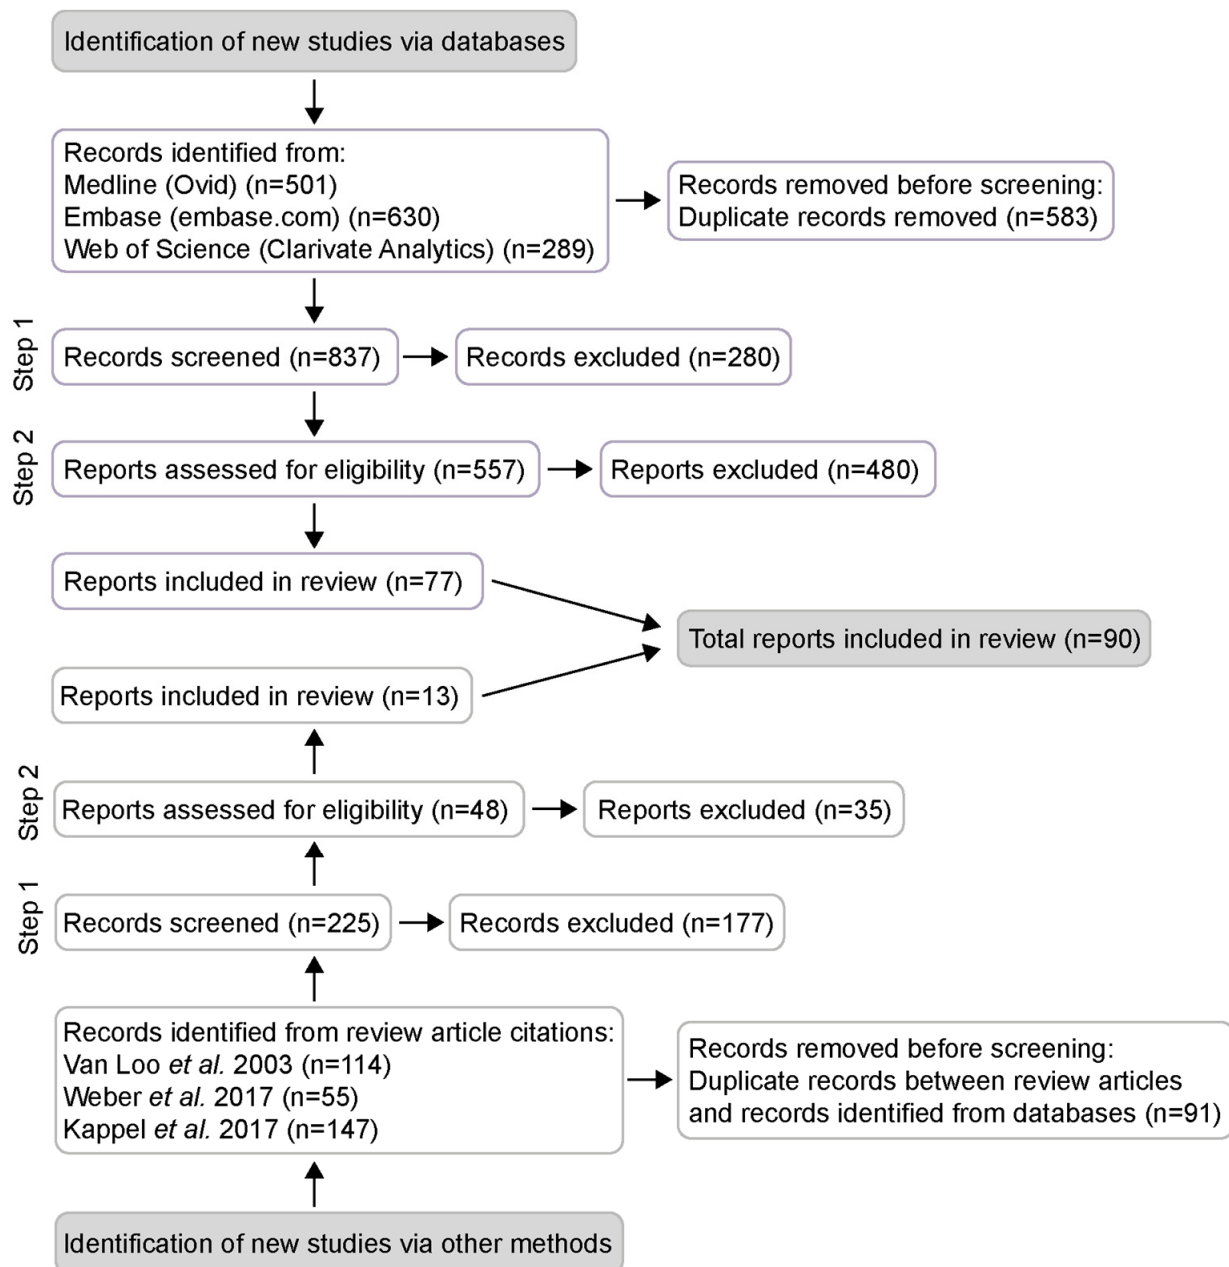 Identification of new studies via databases
Records identified from:
Medline (Ovid) (n=501)
Embase (embase.com) (n=630)
Web of Science (Clarivate Analytics) (n=289)
Records removed before screening:
Duplicate records removed (n=583)
Step 1
Records screened (n=837)
Records excluded (n=280)
Step 2
Reports assessed for eligibility (n=557)
Reports excluded (n=480)
Reports included in review (n=77)
Total reports included in review (n=90)
Reports included in review (n=13)
Step 2
Reports assessed for eligibility (n=48)
Reports excluded (n=35)
Step 1
Records screened (n=225)
Records excluded (n=177)
Records identified from review article citations:
Van Loo et al. 2003 (n=114)
Weber et al. 2017 (n=55)
Kappel et al. 2017 (n=147)
Records removed before screening:
Duplicate records between review articles
and records identified from databases (n=91)
Identification of new studies via other methods